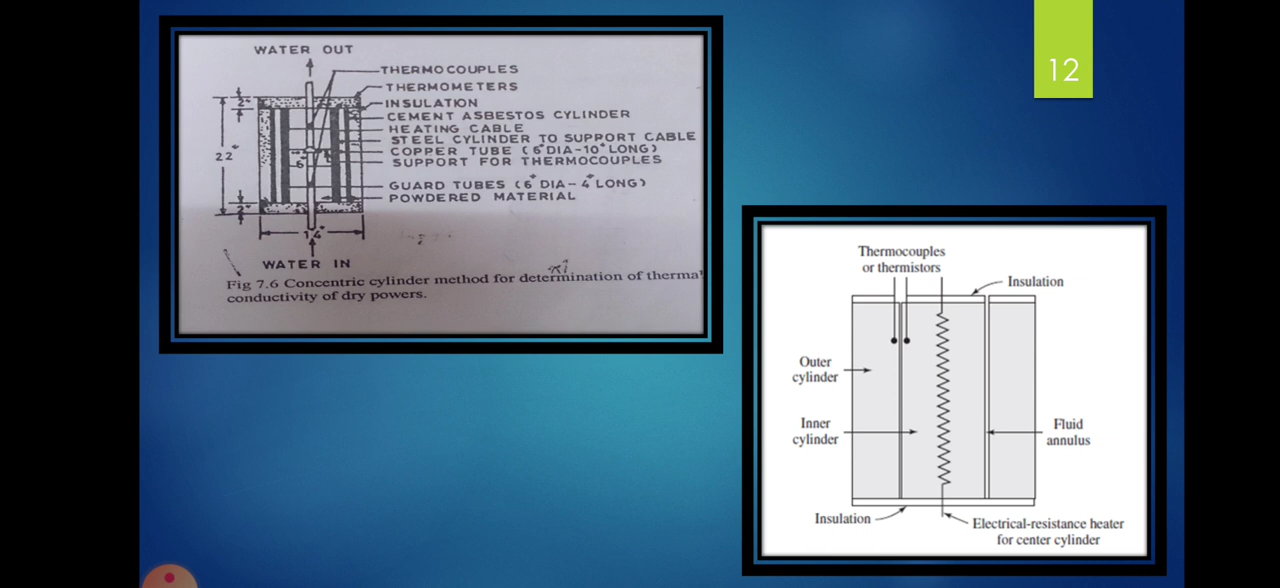 12
WATER OUT
THERMOCOUPLES
THERMOMETERS
INSULATION
CEMENT ASBESTOS CYLINDER
HEATING CABLE
STEEL CYLINDER TO SUPPORT CABLE
COPPER TUBE (6" DIA-10" LONG)
SUPPORT FOR THERMOCOUPLES
GUARD TUBES (6" DIA-4" LONG)
POWDERED MATERIAL
2"
22"
6"
2"
14"
WATER IN
Fig 7.6 Concentric cylinder method for determination of thermal
conductivity of dry powers.
Thermocouples
or thermistors
Insulation
Outer
cylinder
Inner
cylinder
Fluid
annulus
Insulation
Electrical-resistance heater
for center cylinder